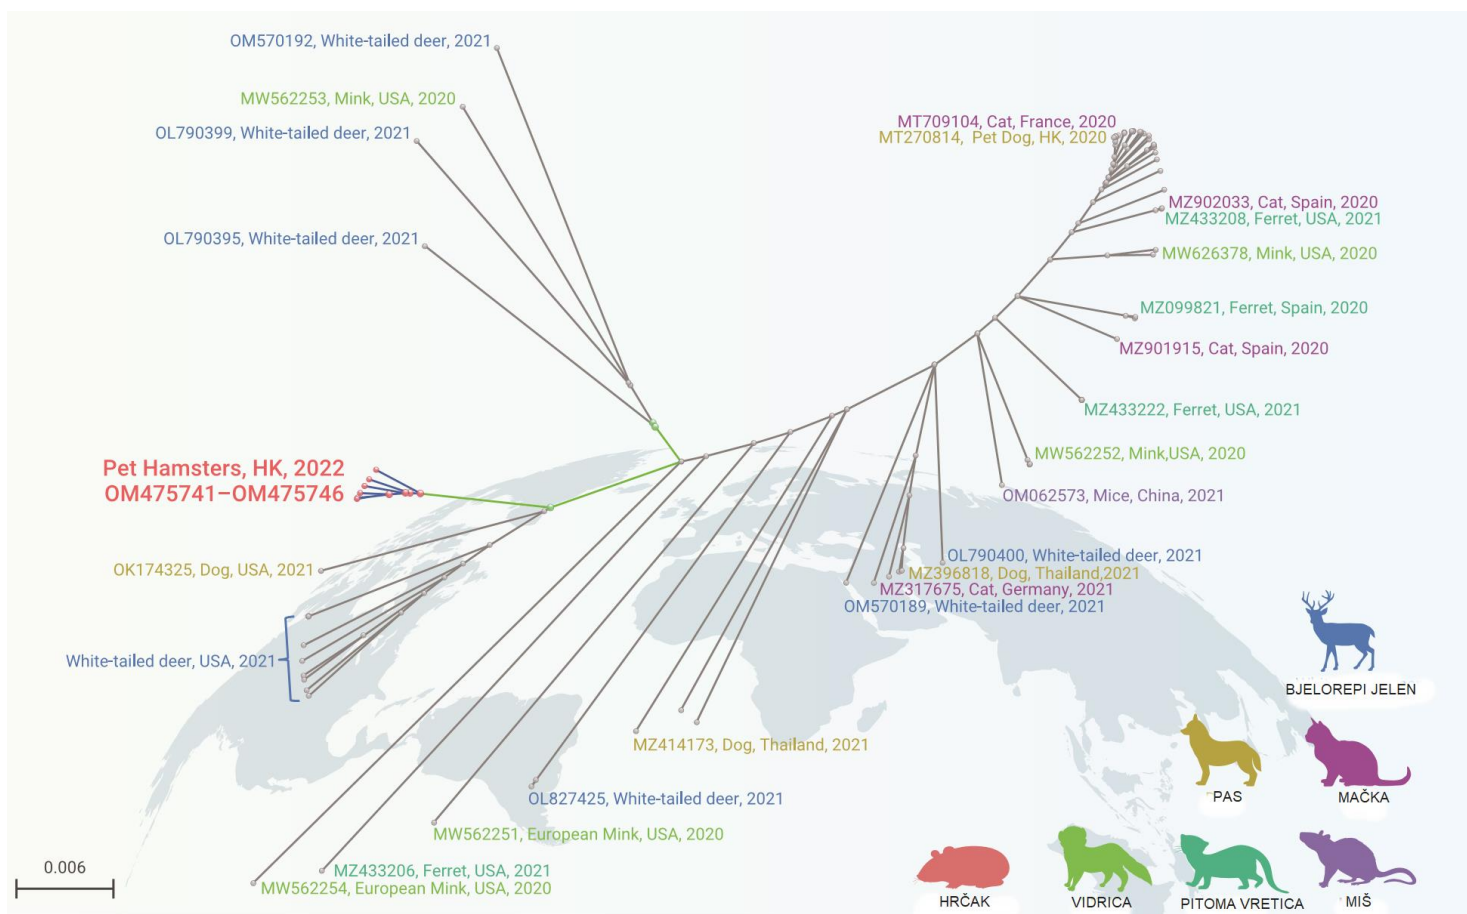 OM570192, White-tailed deer, 2021
MW562253, Mink, USA, 2020
OL790399, White-tailed deer, 2021
OL790395, White-tailed deer, 2021
MT709104, Cat, France, 2020
MT270814, Pet Dog, HK, 2020
MZ902033, Cat, Spain, 2020
MZ433208, Ferret, USA, 2021
MW626378, Mink, USA, 2020
MZ099821, Ferret, Spain, 2020
MZ901915, Cat, Spain, 2020
MZ433222, Ferret, USA, 2021
MW562252, Mink,USA, 2020
OM062573, Mice, China, 2021
Pet Hamsters, HK, 2022
OM475741–OM475746
OK174325, Dog, USA, 2021
White-tailed deer, USA, 2021
OL790400, White-tailed deer, 2021
MZ396818, Dog, Thailand,2021
MZ317675, Cat, Germany, 2021
OM570189, White-tailed deer, 2021
MZ414173, Dog, Thailand, 2021
OL827425, White-tailed deer, 2021
MW562251, European Mink, USA, 2020
MZ433206, Ferret, USA, 2021
MW562254, European Mink, USA, 2020
0.006
BJELOREPI JELEN
PAS
MAČKA
HRČAK
VIDRICA
PITOMA VRETICA
MIŠ